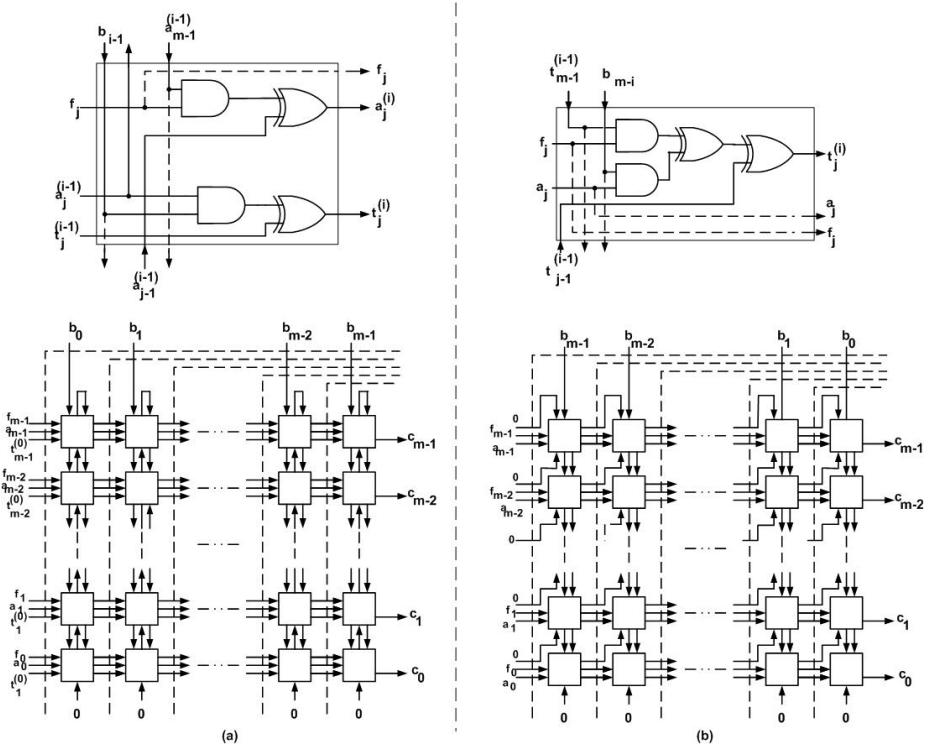 b i-1
a (i-1) m-1
f j
f j
a j (i)
a j (i-1)
t j (i-1)
t j (i)
a j-1 (i-1)
b 0
b 1
b m-2
b m-1
f m-1
a m-1
t (0) m-1
c m-1
f m-2
a m-2
t (0) m-2
c m-2
f 1
a 1
t (0) 1
c 1
f 0
a 0
t (0) 1
c 0
0
0
0
0
(a)
t m-1 (i-1)
b m-i
f j
a j
t j (i)
a j
f j
t j-1 (i-1)
b m-1
b m-2
b 1
b 0
0
f m-1
a m-1
c m-1
0
f m-2
a m-2
c m-2
0
0
f 1
a 1
c 1
0
f 0
a 0
c 0
0
0
0
0
(b)